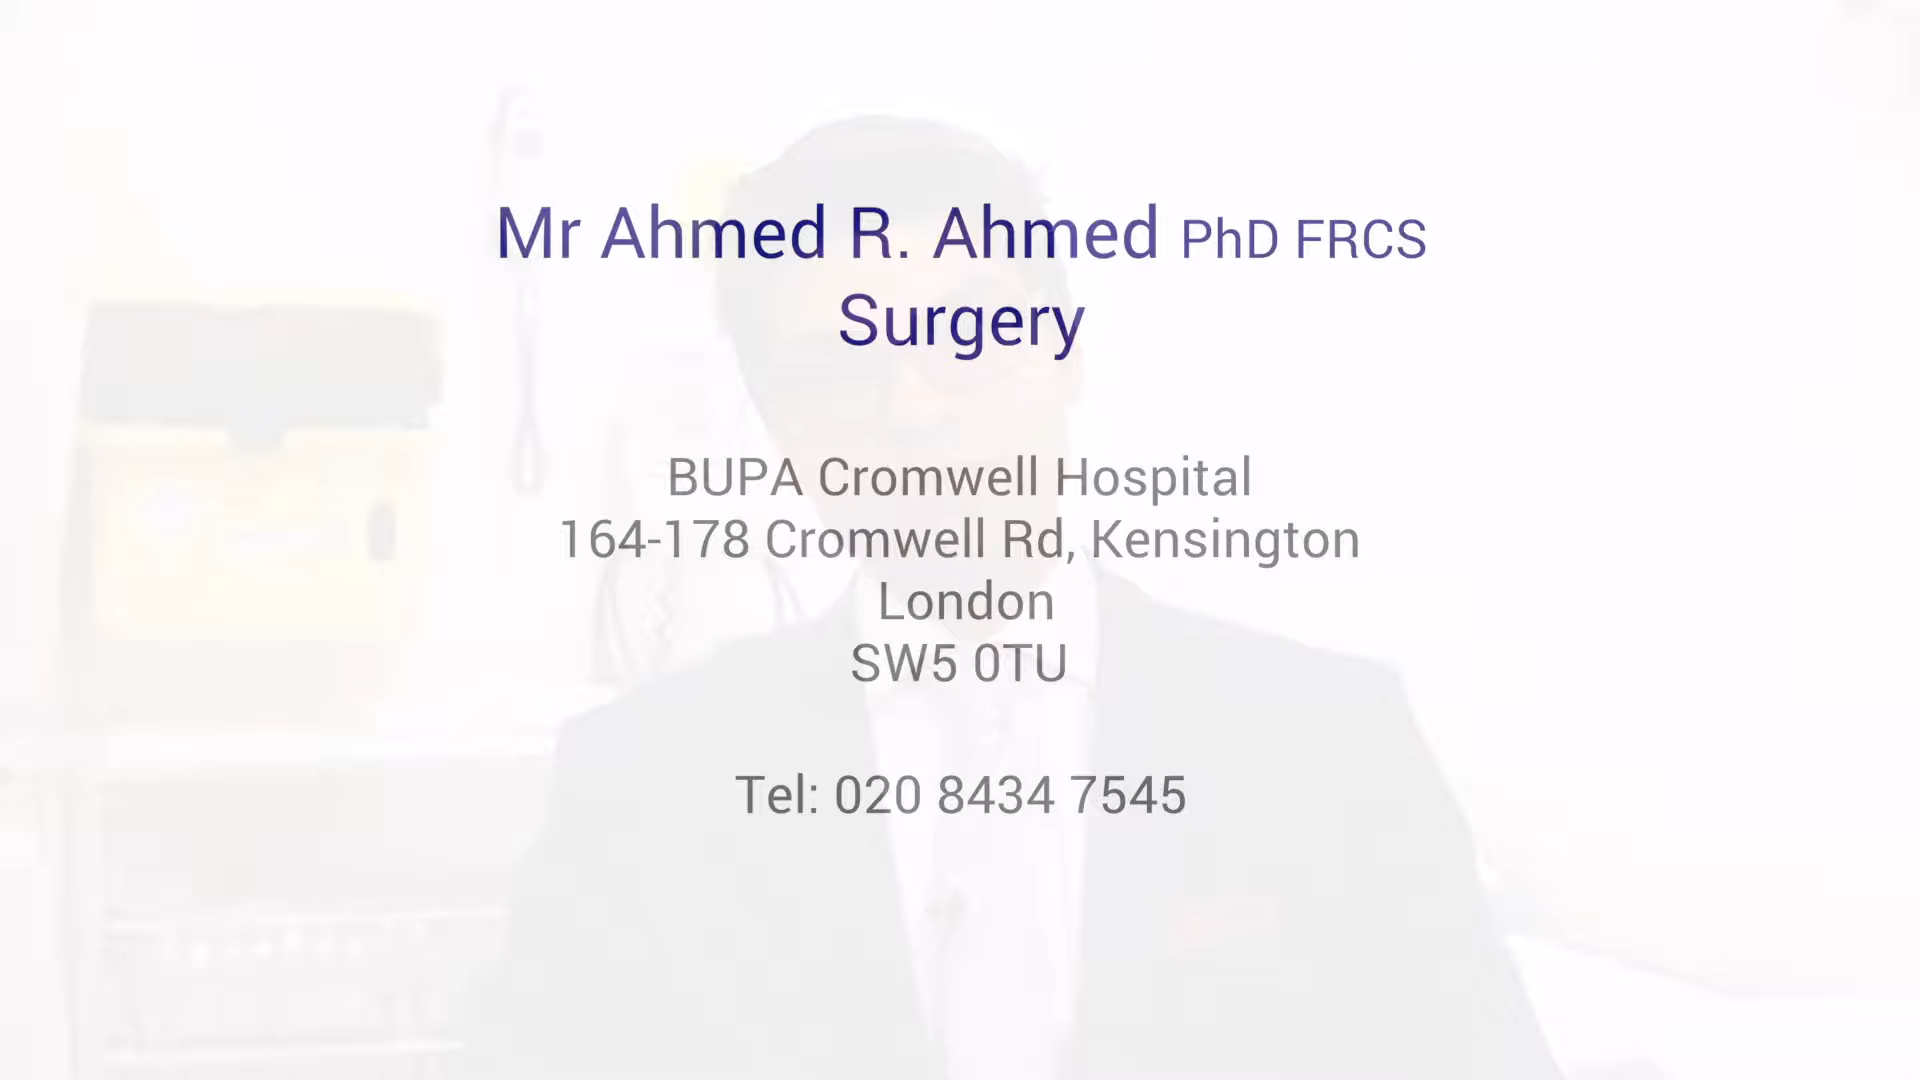 Mr Ahmed R. Ahmed PhD FRCS
Surgery
BUPA Cromwell Hospital
164-178 Cromwell Rd, Kensington
London
SW5 0TU
Tel: 020 8434 7545